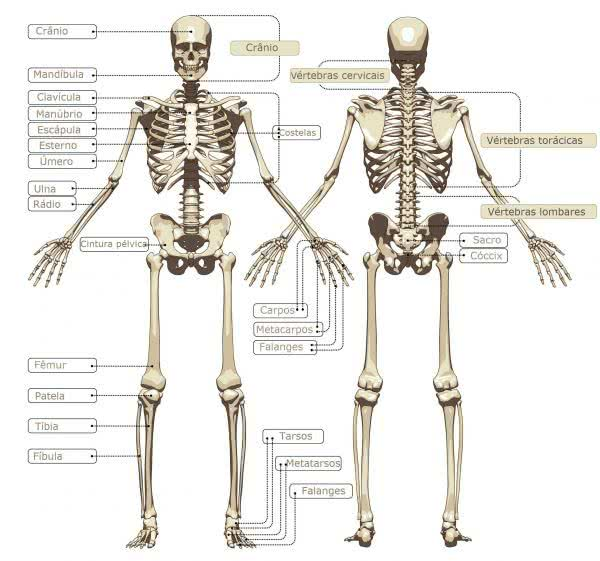 Crânio
Crânio
Mandíbula
Vértebras cervicais
Clavícula
Manúbrio
Escápula
Costelas
Esterno
Vértebras torácicas
Úmero
Ulna
Rádio
Vértebras lombares
Cintura pélvica
Sacro
Cóccix
Carpos
Metacarpos
Falanges
Fêmur
Patela
Tíbia
Tarsos
Fíbula
Metatarsos
Falanges